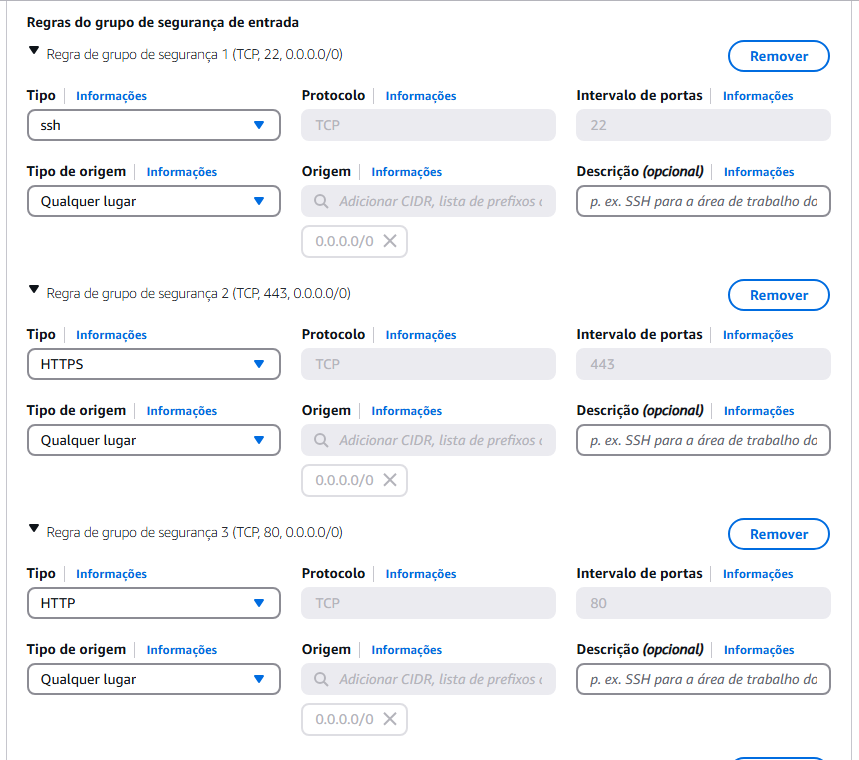 Regras do grupo de segurança de entrada
Regra de grupo de segurança 1 (TCP, 22, 0.0.0.0/0)
Remover
Tipo Informações
Protocolo Informações
Intervalo de portas Informações
ssh
TCP
22
Tipo de origem Informações
Origem Informações
Descrição (opcional) Informações
Qualquer lugar
Adicionar CIDR, lista de prefixos
p. ex. SSH para a área de trabalho do
0.0.0.0/0
Regra de grupo de segurança 2 (TCP, 443, 0.0.0.0/0)
Remover
Tipo Informações
Protocolo Informações
Intervalo de portas Informações
HTTPS
TCP
443
Tipo de origem Informações
Origem Informações
Descrição (opcional) Informações
Qualquer lugar
Adicionar CIDR, lista de prefixos
p. ex. SSH para a área de trabalho do
0.0.0.0/0
Regra de grupo de segurança 3 (TCP, 80, 0.0.0.0/0)
Remover
Tipo Informações
Protocolo Informações
Intervalo de portas Informações
HTTP
TCP
80
Tipo de origem Informações
Origem Informações
Descrição (opcional) Informações
Qualquer lugar
Adicionar CIDR, lista de prefixos
p. ex. SSH para a área de trabalho do
0.0.0.0/0